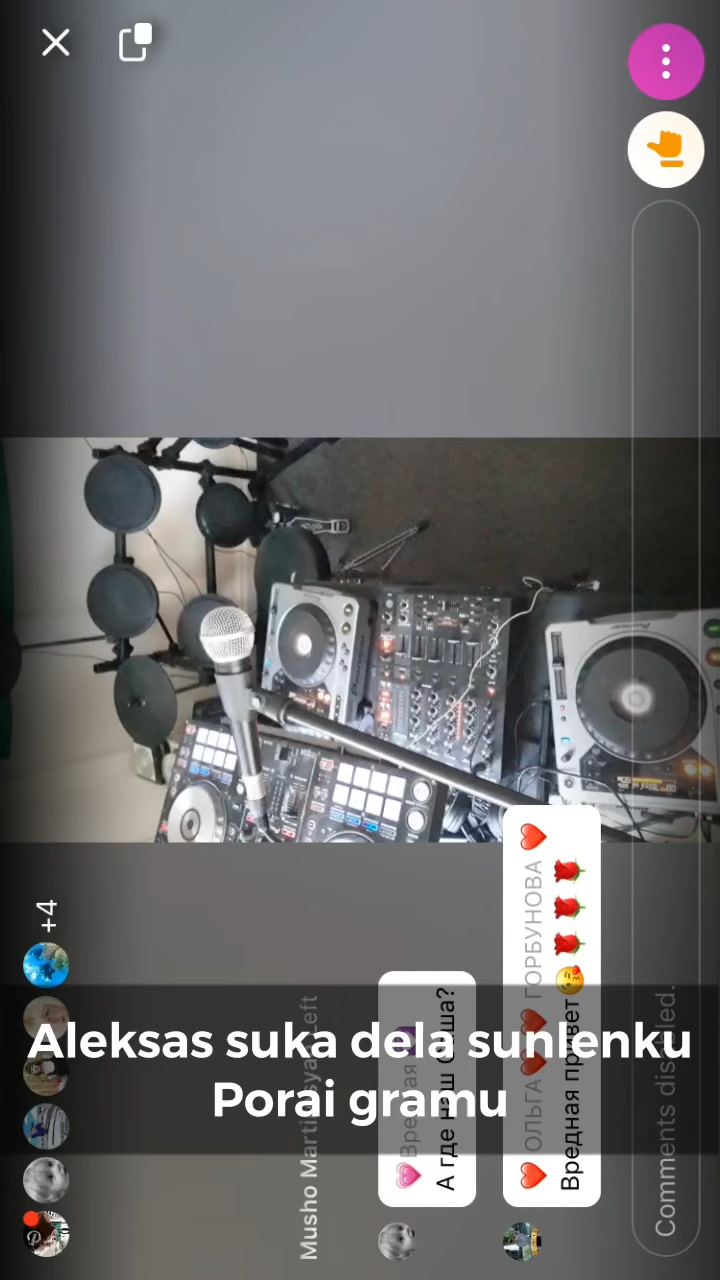 Aleksas suka dela sunlenku
Porai gramu
+4
Musho Martirosyan Left
Вредная
А где наш Саша?
ОЛЬГА ГОРБУНОВА
Вредная привет
Comments disabled.
Pioneer